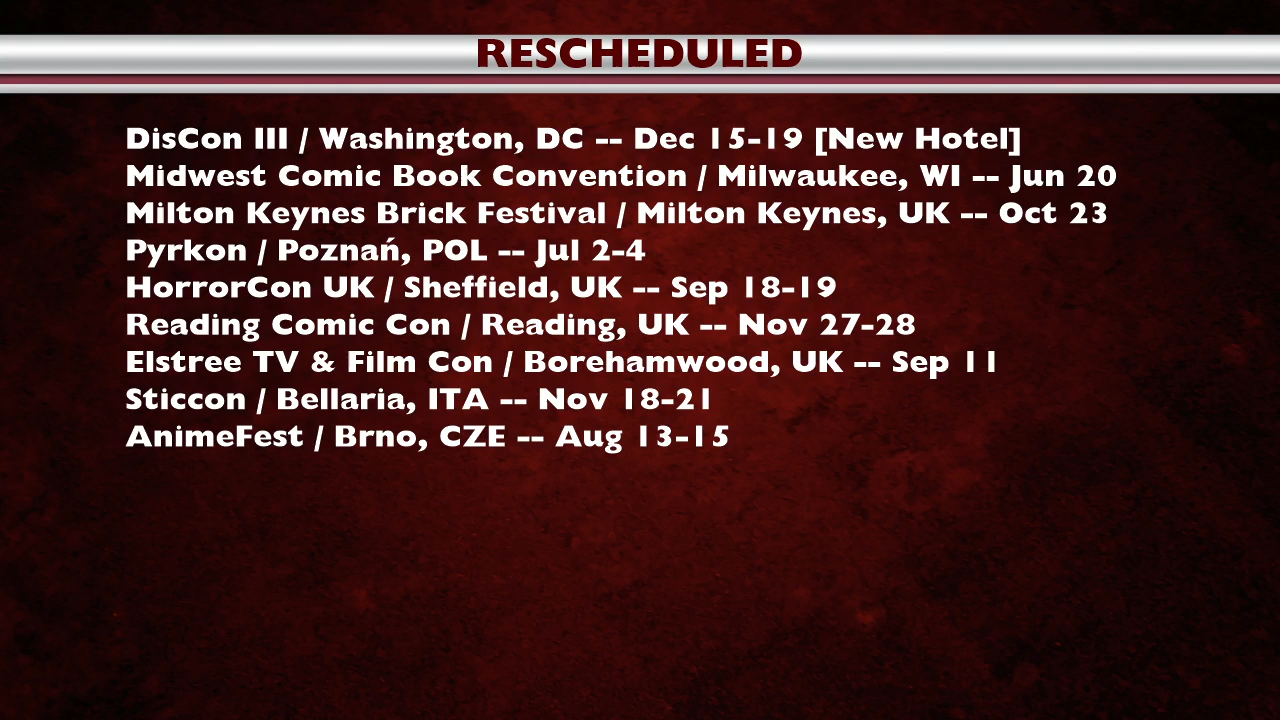 RESCHEDULED
DisCon III / Washington, DC -- Dec 15-19 [New Hotel]
Midwest Comic Book Convention / Milwaukee, WI -- Jun 20
Milton Keynes Brick Festival / Milton Keynes, UK -- Oct 23
Pyrkon / Poznań, POL -- Jul 2-4
HorrorCon UK / Sheffield, UK -- Sep 18-19
Reading Comic Con / Reading, UK -- Nov 27-28
Elstree TV & Film Con / Borehamwood, UK -- Sep 11
Sticcon / Bellaria, ITA -- Nov 18-21
AnimeFest / Brno, CZE -- Aug 13-15